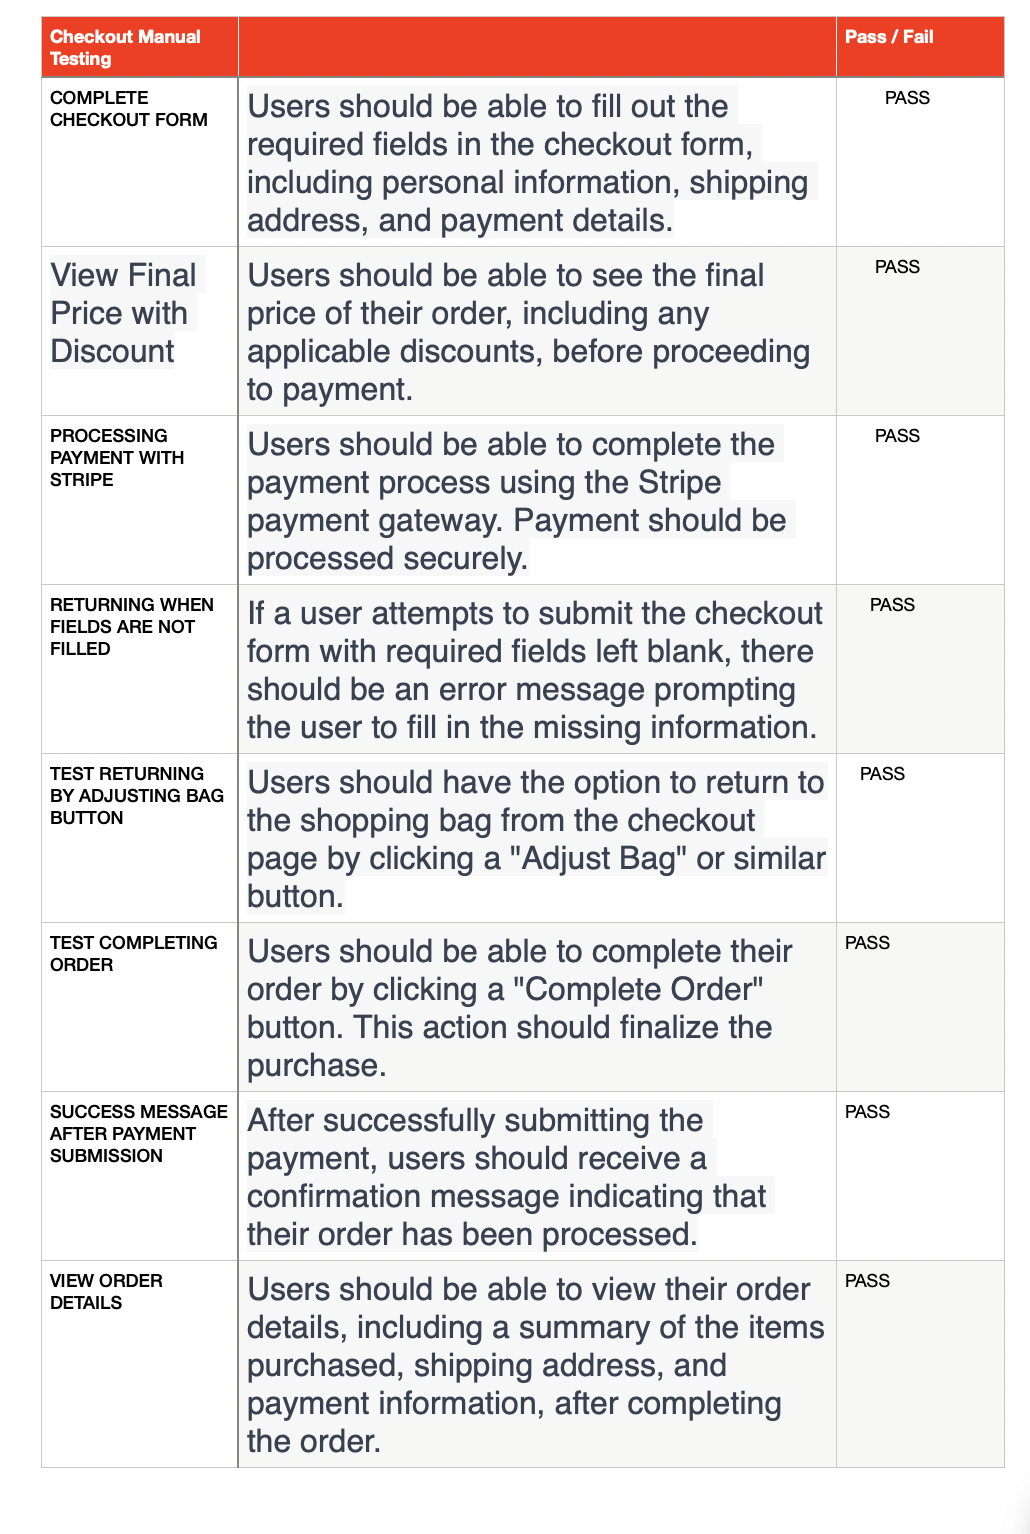 Checkout Manual
Testing
Pass / Fail
COMPLETE
CHECKOUT FORM
Users should be able to fill out the
required fields in the checkout form,
including personal information, shipping
address, and payment details.
PASS
View Final
Price with
Discount
Users should be able to see the final
price of their order, including any
applicable discounts, before proceeding
to payment.
PASS
PROCESSING
PAYMENT WITH
STRIPE
Users should be able to complete the
payment process using the Stripe
payment gateway. Payment should be
processed securely.
PASS
RETURNING WHEN
FIELDS ARE NOT
FILLED
If a user attempts to submit the checkout
form with required fields left blank, there
should be an error message prompting
the user to fill in the missing information.
PASS
TEST RETURNING
BY ADJUSTING BAG
BUTTON
Users should have the option to return to
the shopping bag from the checkout
page by clicking a "Adjust Bag" or similar
button.
PASS
TEST COMPLETING
ORDER
Users should be able to complete their
order by clicking a "Complete Order"
button. This action should finalize the
purchase.
PASS
SUCCESS MESSAGE
AFTER PAYMENT
SUBMISSION
After successfully submitting the
payment, users should receive a
confirmation message indicating that
their order has been processed.
PASS
VIEW ORDER
DETAILS
Users should be able to view their order
details, including a summary of the items
purchased, shipping address, and
payment information, after completing
the order.
PASS